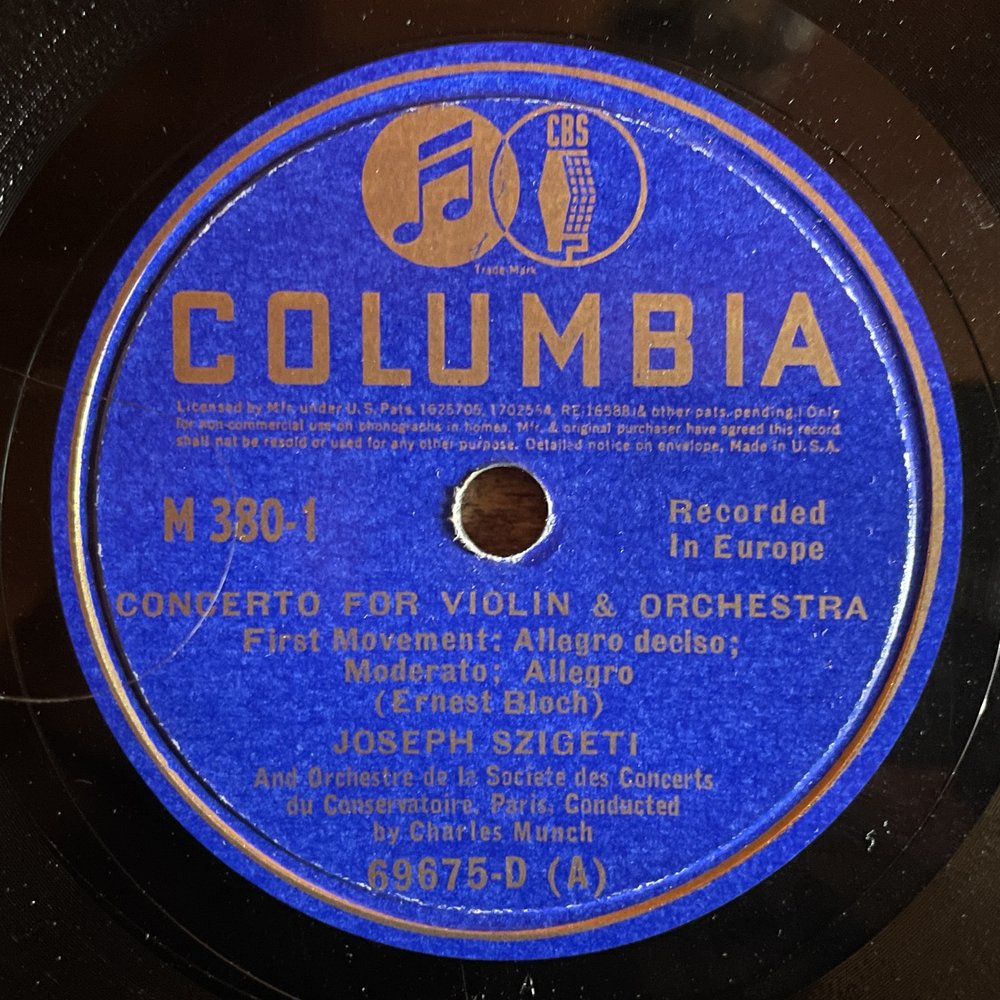 CBS
Trade Mark
COLUMBIA
Licensed by Mfr. under U.S. Pats. 1625705, 1702564, RE.16588 (& other pats. pending.) Only
for non-commercial use on phonographs in homes. Mfr. & original purchaser have agreed this record
shall not be resold or used for any other purpose. Detailed notice on envelope. Made in U.S.A.
M 380-1
Recorded
In Europe
CONCERTO FOR VIOLIN & ORCHESTRA
First Movement: Allegro deciso;
Moderato; Allegro
(Ernest Bloch)
JOSEPH SZIGETI
And Orchestre de la Societe des Concerts
du Conservatoire, Paris, Conducted
by Charles Munch
69675-D (A)